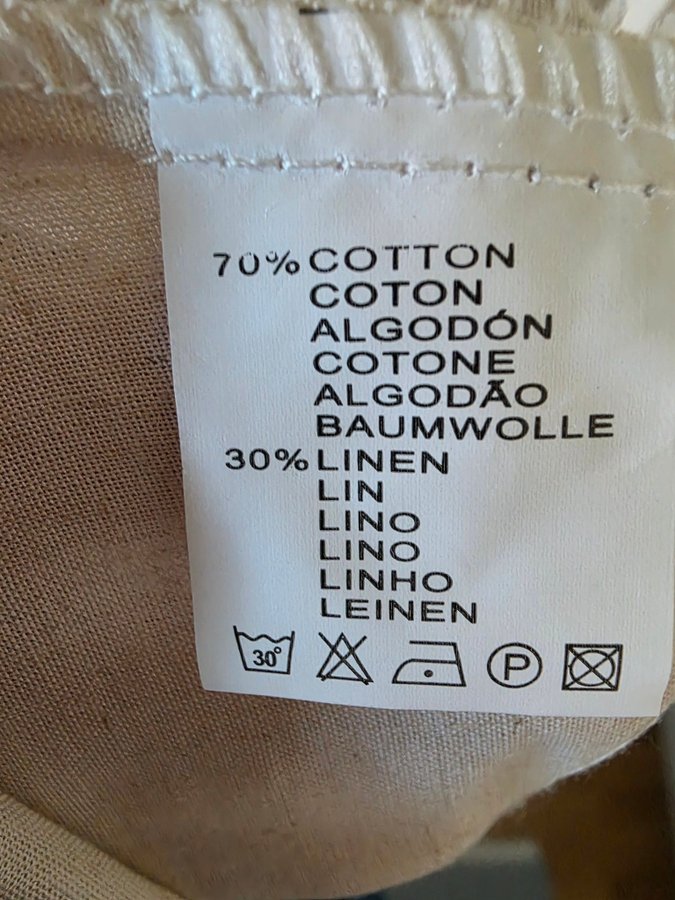 70% COTTON
COTON
ALGODÓN
COTONE
ALGODÃO
BAUMWOLLE
30% LINEN
LIN
LINO
LINO
LINHO
LEINEN
30° P